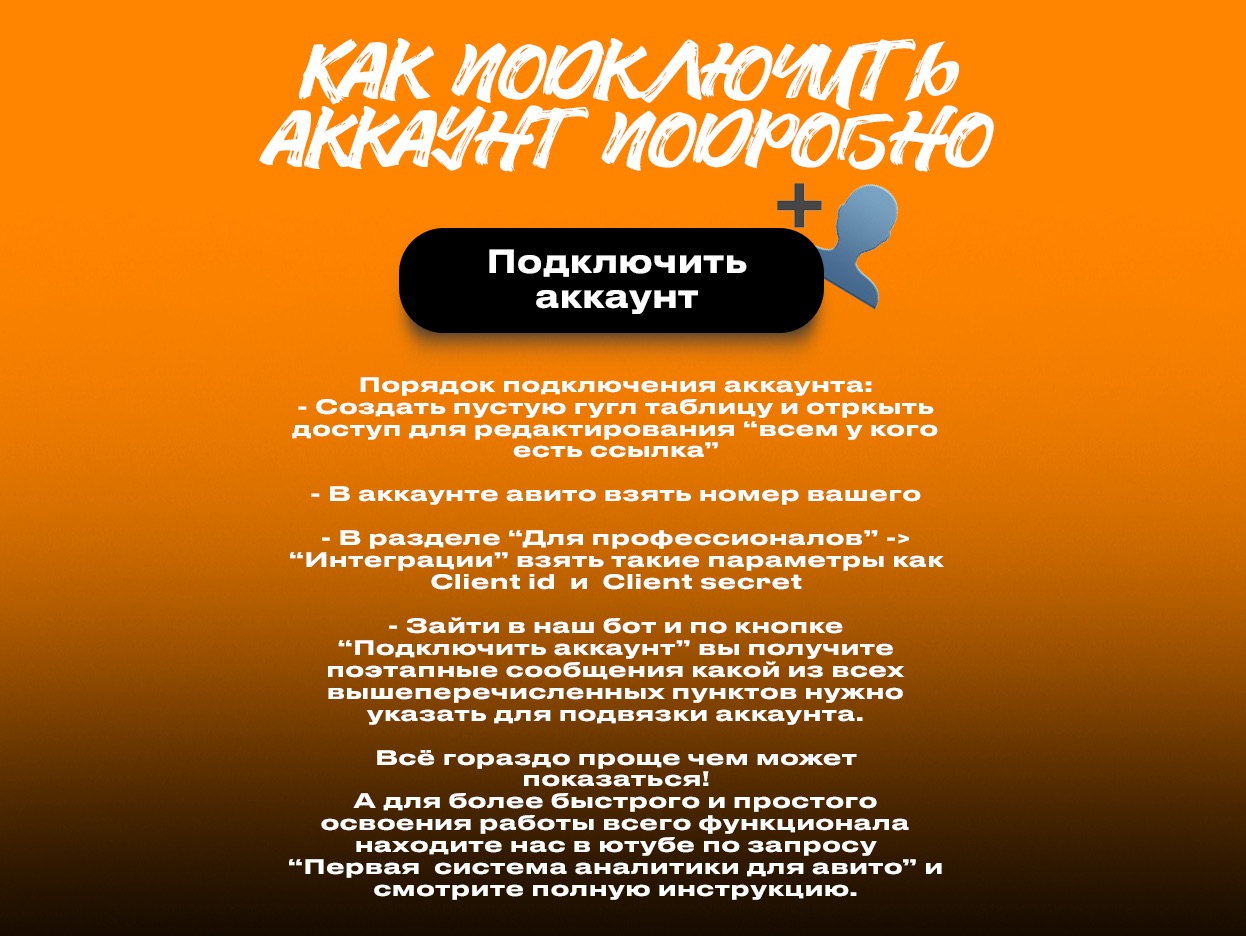 КАК ПОДКЛЮЧИТЬ
АККАУНТ ПОДРОБНО
Подключить
аккаунт
Порядок подключения аккаунта:
- Создать пустую гугл таблицу и отркыть
доступ для редактирования “всем у кого
есть ссылка”
- В аккаунте авито взять номер вашего
- В разделе “Для профессионалов” ->
“Интеграции” взять такие параметры как
Client id и Client secret
- Зайти в наш бот и по кнопке
“Подключить аккаунт” вы получите
поэтапные сообщения какой из всех
вышеперечисленных пунктов нужно
указать для подвязки аккаунта.
Всё гораздо проще чем может
показаться!
А для более быстрого и простого
освоения работы всего функционала
находите нас в ютубе по запросу
“Первая система аналитики для авито” и
смотрите полную инструкцию.